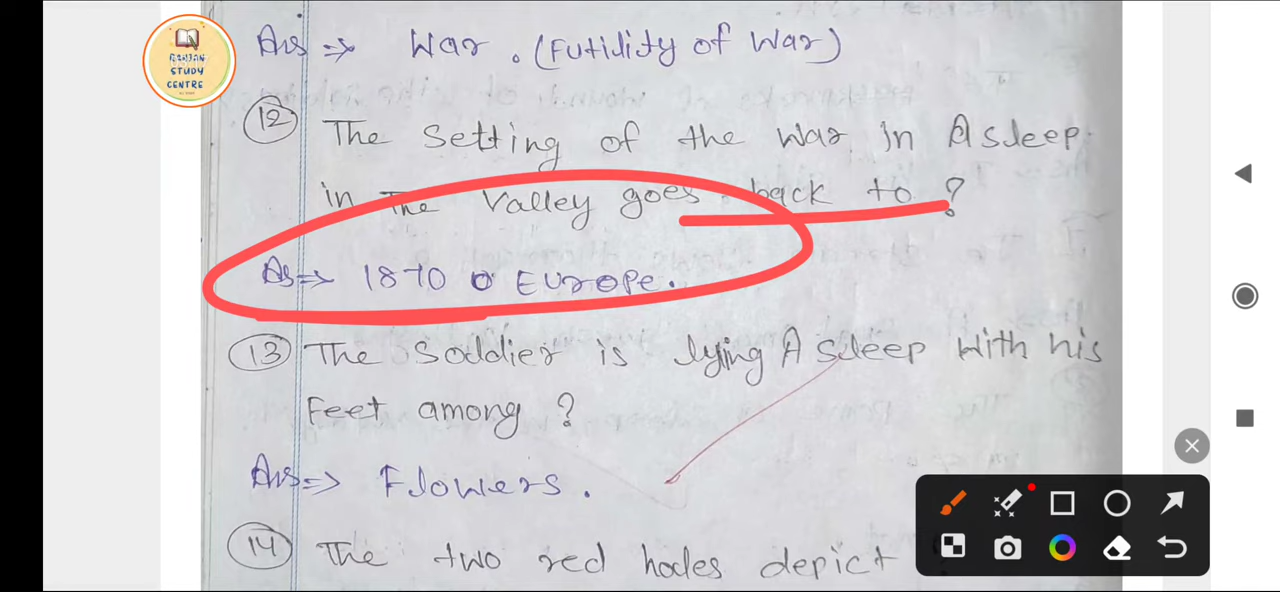 RANJAN
STUDY
CENTRE
Ans => War. (Futility of War)
12 The Setting of the War in Asleep
in The Valley goes back to ?
As => 1870 Europe.
13 The Soldier is lying Asleep With his
Feet among ?
Ans => Flowers.
14 The two red holes depict